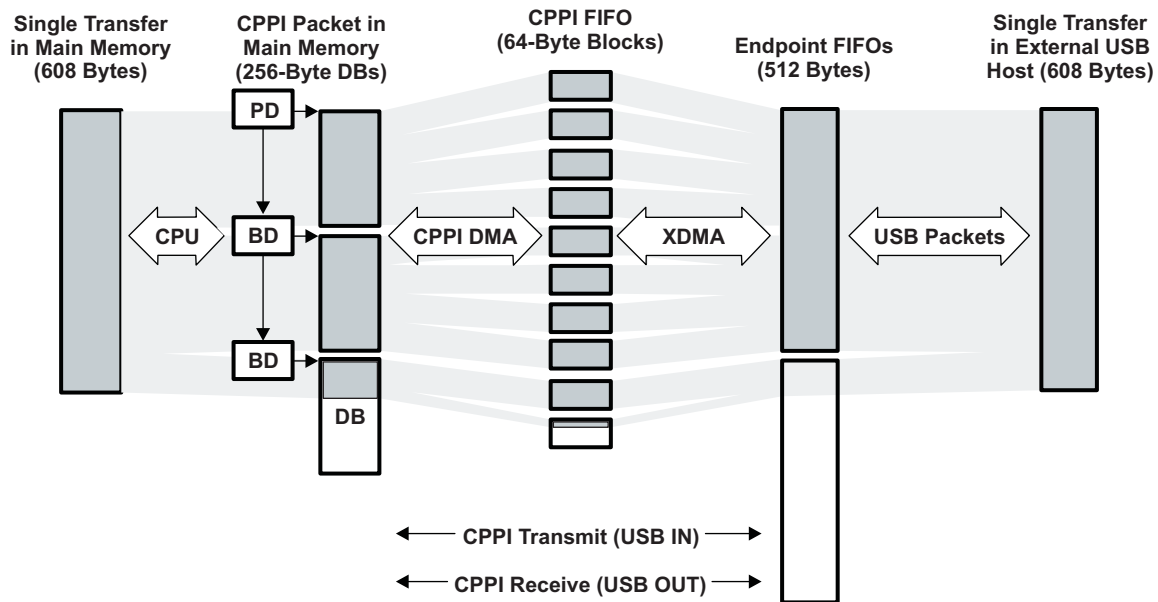 Single Transfer
in Main Memory
(608 Bytes)
CPPI Packet in
Main Memory
(256-Byte DBs)
CPPI FIFO
(64-Byte Blocks)
Endpoint FIFOs
(512 Bytes)
Single Transfer
in External USB
Host (608 Bytes)
PD
CPU
BD
CPPI DMA
XDMA
USB Packets
BD
DB
CPPI Transmit (USB IN)
CPPI Receive (USB OUT)